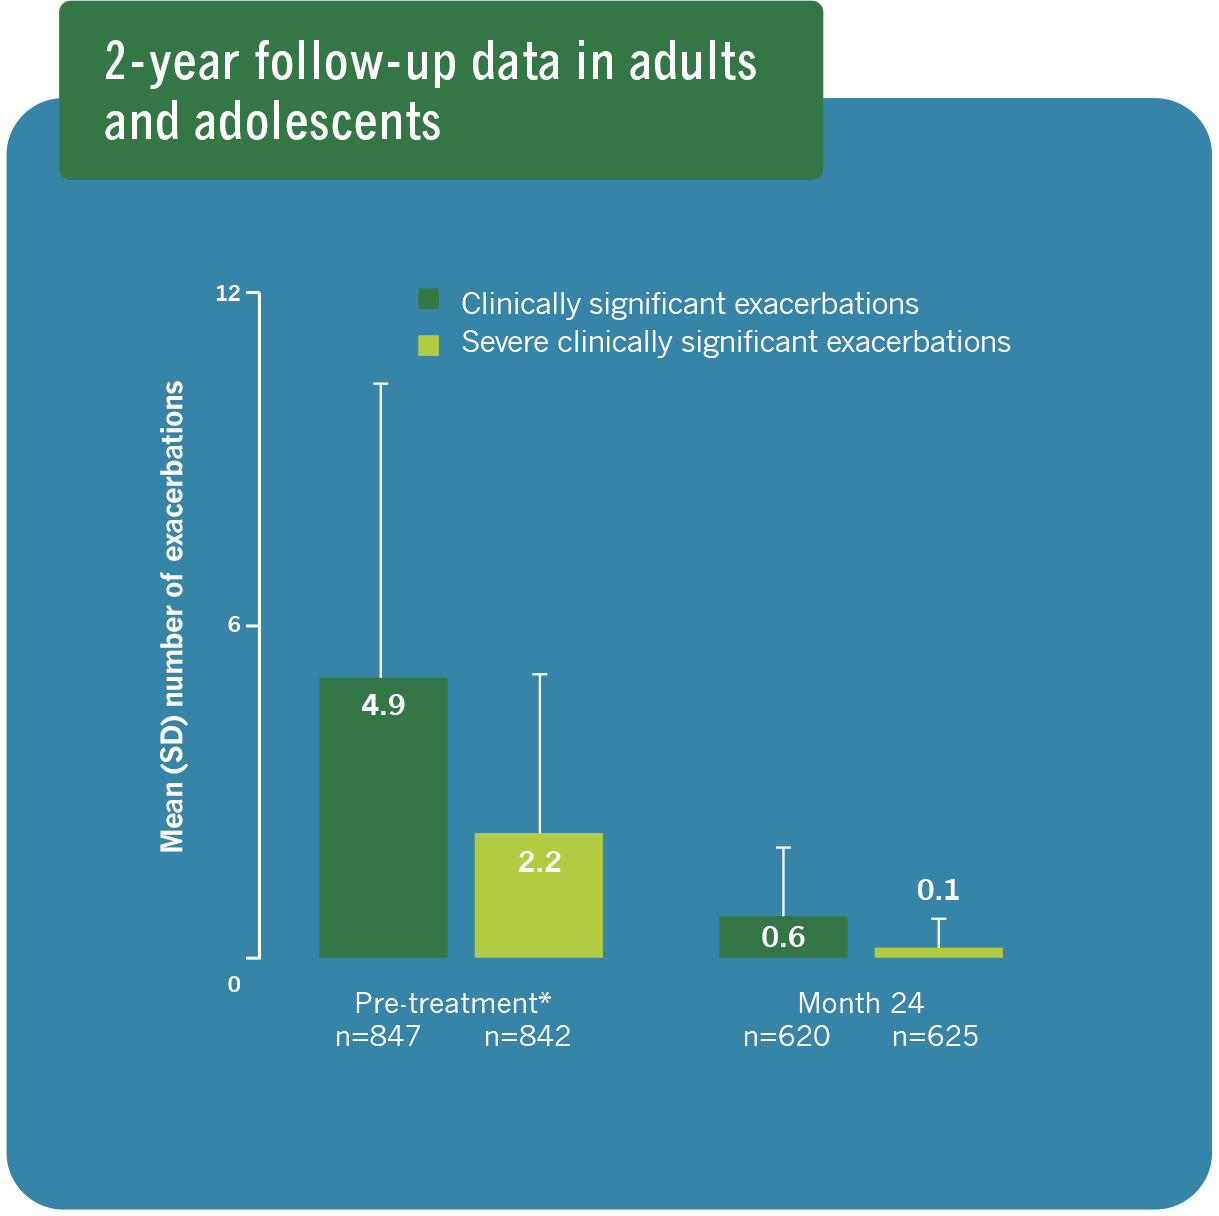 2-year follow-up data in adults
and adolescents
12
6
0
Mean (SD) number of exacerbations
Clinically significant exacerbations
Severe clinically significant exacerbations
4.9
2.2
0.6
0.1
Pre-treatment*
Month 24
n=847
n=842
n=620
n=625